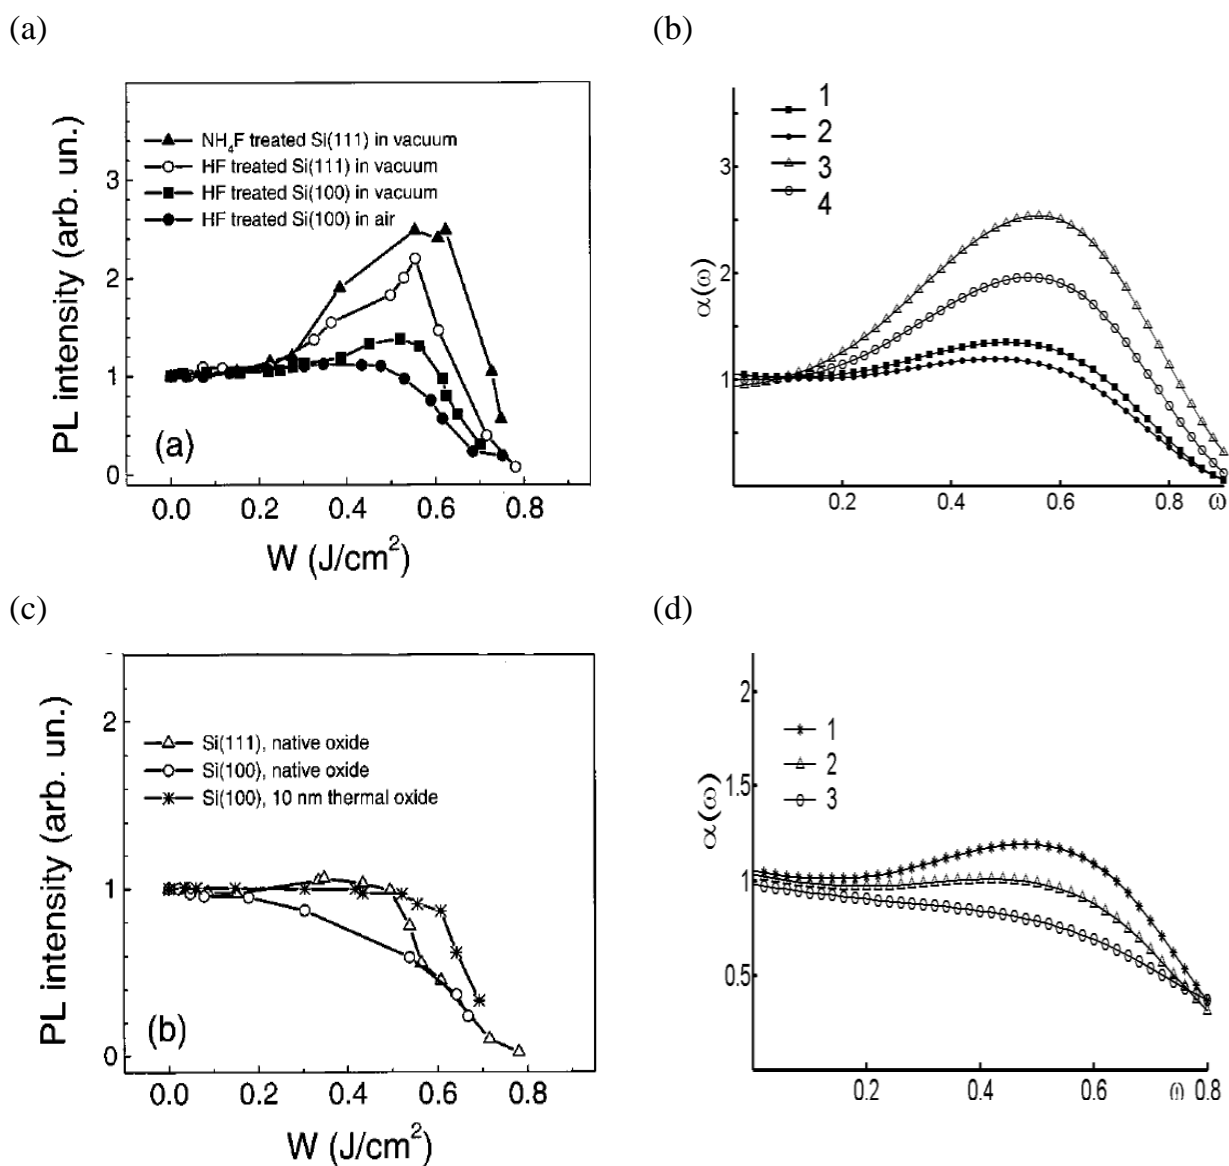 (a)
PL intensity (arb. un.)
3
2
1
0
NH4F treated Si(111) in vacuum
HF treated Si(111) in vacuum
HF treated Si(100) in vacuum
HF treated Si(100) in air
(a)
0.0 0.2 0.4 0.6 0.8
W (J/cm²)
(b)
α(ω)
3
2
1
1
2
3
4
0.2 0.4 0.6 0.8 ω
(c)
PL intensity (arb. un.)
2
1
0
Si(111), native oxide
Si(100), native oxide
Si(100), 10 nm thermal oxide
(b)
0.0 0.2 0.4 0.6 0.8
W (J/cm²)
(d)
α(ω)
2
1.5
1
0.5
1
2
3
0.2 0.4 0.6 ω 0.8